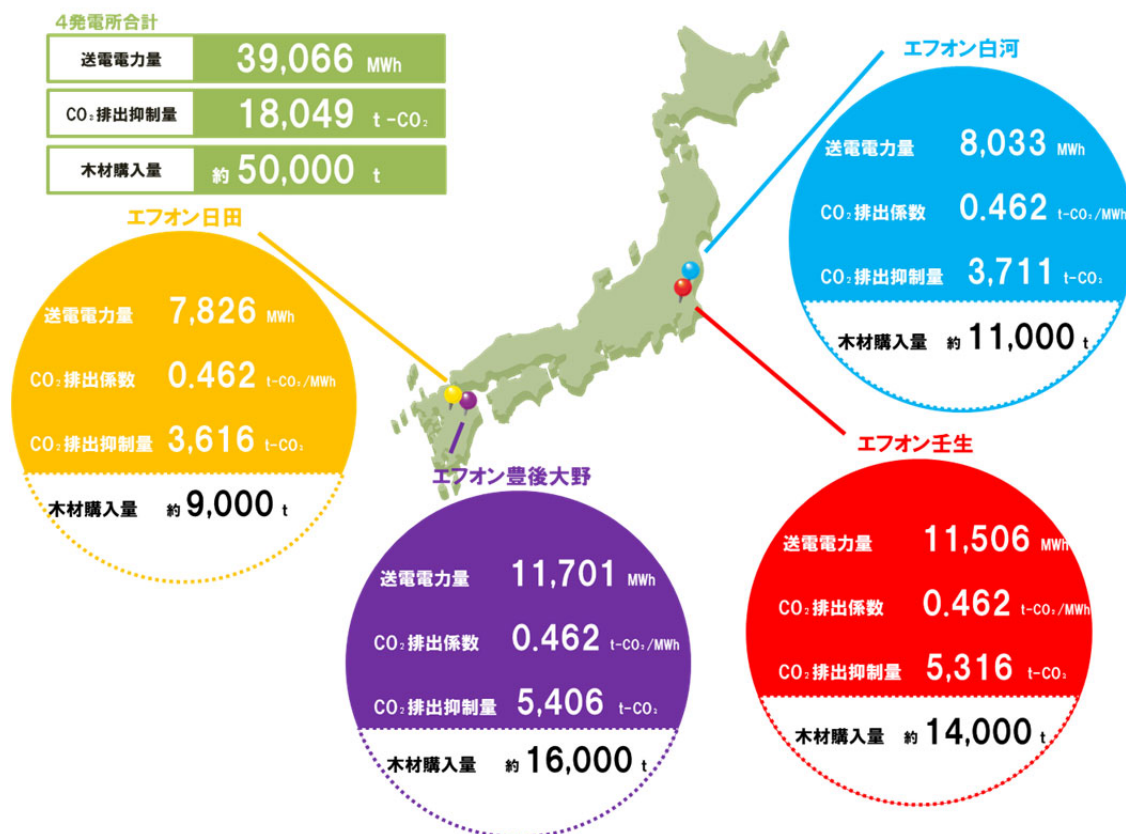 4発電所合計
送電電力量 39,066 MWh
CO₂排出抑制量 18,049 t-CO₂
木材購入量 約 50,000 t
エフオン白河
送電電力量 8,033 MWh
CO₂排出係数 0.462 t-CO₂/MWh
CO₂排出抑制量 3,711 t-CO₂
木材購入量 約 11,000 t
エフオン日田
送電電力量 7,826 MWh
CO₂排出係数 0.462 t-CO₂/MWh
CO₂排出抑制量 3,616 t-CO₂
木材購入量 約 9,000 t
エフオン豊後大野
送電電力量 11,701 MWh
CO₂排出係数 0.462 t-CO₂/MWh
CO₂排出抑制量 5,406 t-CO₂
木材購入量 約 16,000 t
エフオン壬生
送電電力量 11,506 MWh
CO₂排出係数 0.462 t-CO₂/MWh
CO₂排出抑制量 5,316 t-CO₂
木材購入量 約 14,000 t